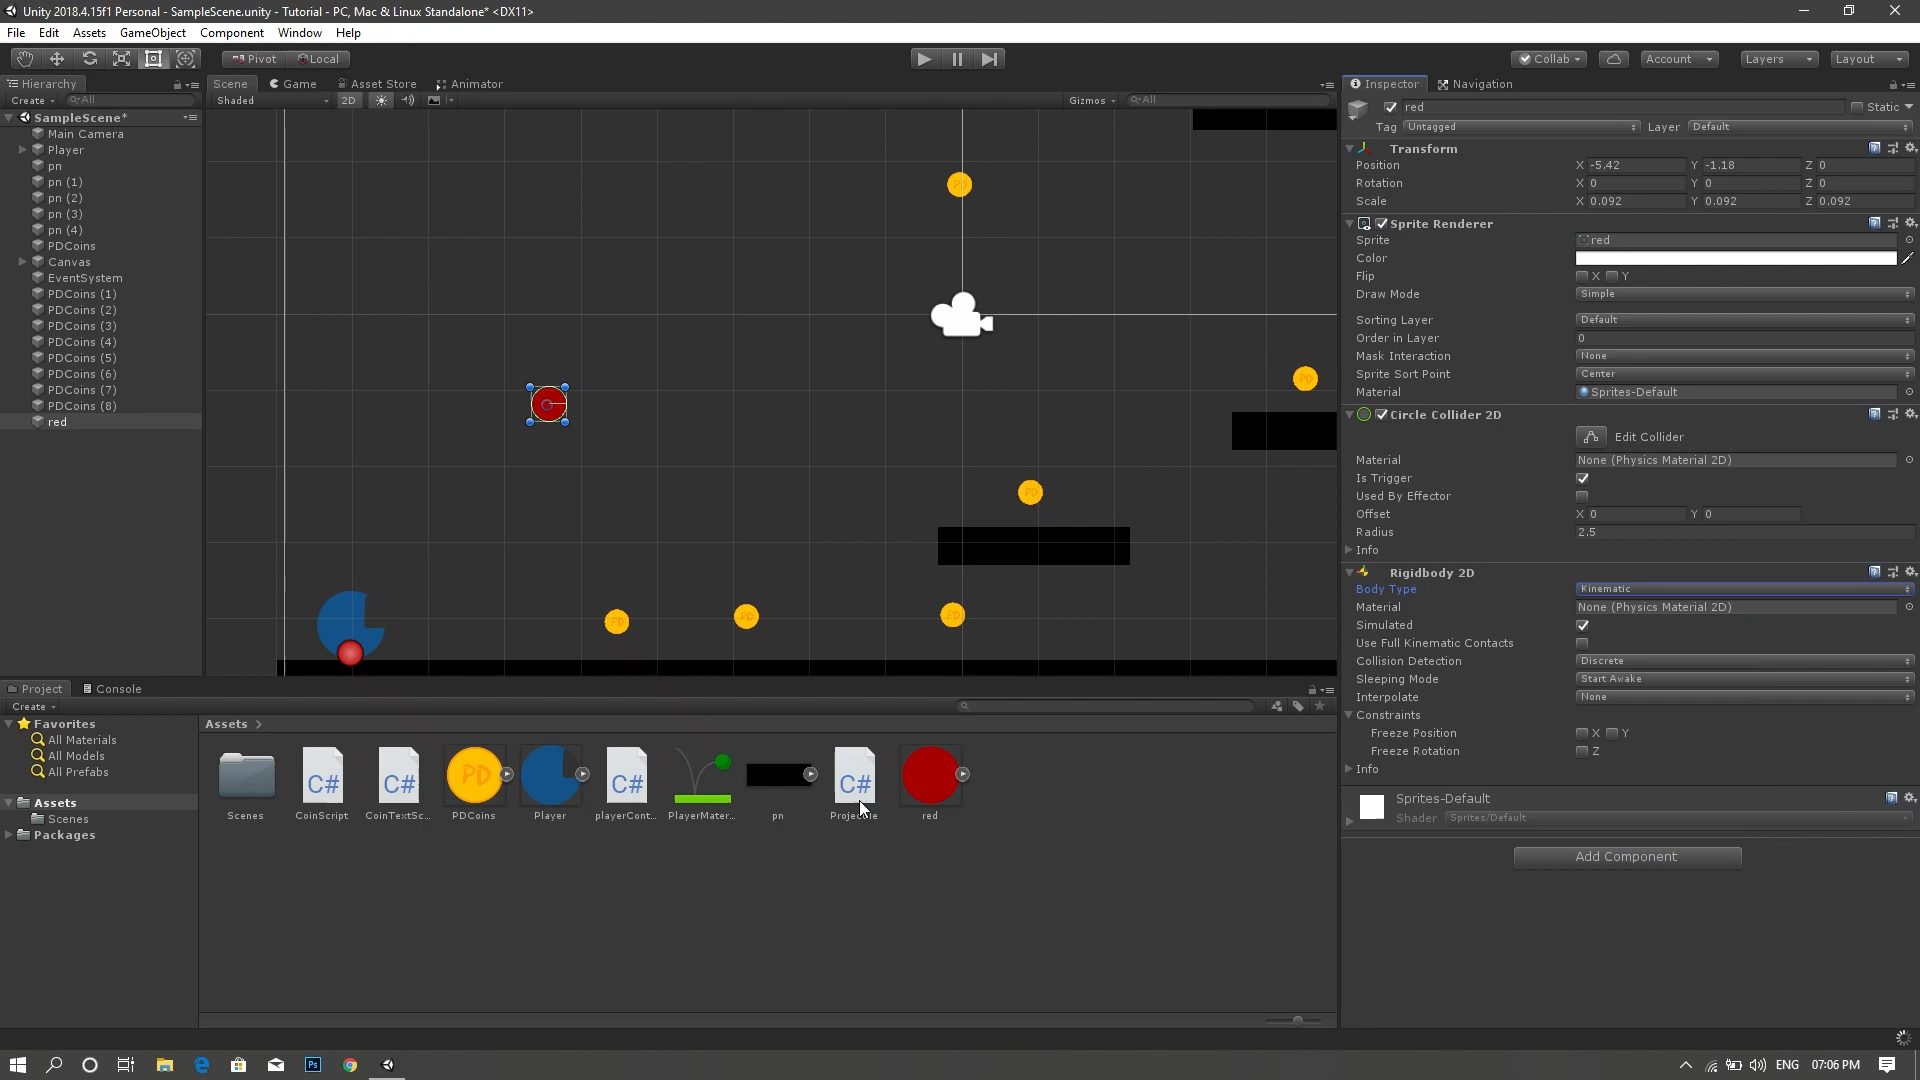 Unity 2018.4.15f1 Personal - SampleScene.unity - Tutorial - PC, Mac & Linux Standalone* <DX11>
File Edit Assets GameObject Component Window Help
Pivot Local Collab Account Layers Layout
Hierarchy Scene Game Asset Store Animator Inspector Navigation
Create All Shaded 2D Gizmos All
SampleScene*
Main Camera
Player
pn
pn (1)
pn (2)
pn (3)
pn (4)
PDCoins
Canvas
EventSystem
PDCoins (1)
PDCoins (2)
PDCoins (3)
PDCoins (4)
PDCoins (5)
PDCoins (6)
PDCoins (7)
PDCoins (8)
red
PD
PD
PD
PD
PD
PD
red Static
Tag Untagged Layer Default
Transform
Position X -5.42 Y -1.18 Z 0
Rotation X 0 Y 0 Z 0
Scale X 0.092 Y 0.092 Z 0.092
Sprite Renderer
Sprite red
Color
Flip X Y
Draw Mode Simple
Sorting Layer Default
Order in Layer 0
Mask Interaction None
Sprite Sort Point Center
Material Sprites-Default
Circle Collider 2D
Edit Collider
Material None (Physics Material 2D)
Is Trigger
Used By Effector
Offset X 0 Y 0
Radius 2.5
Info
Rigidbody 2D
Body Type Kinematic
Material None (Physics Material 2D)
Simulated
Use Full Kinematic Contacts
Collision Detection Discrete
Sleeping Mode Start Awake
Interpolate None
Constraints
Freeze Position X Y
Freeze Rotation Z
Info
Sprites-Default
Shader Sprites/Default
Add Component
Project Console
Create
Favorites
All Materials
All Models
All Prefabs
Assets
Scenes
Packages
Assets
C# C# PD C# C#
Scenes CoinScript CoinTextSc... PDCoins Player playerCont... PlayerMater... pn Projectile red
Ps ENG 07:06 PM